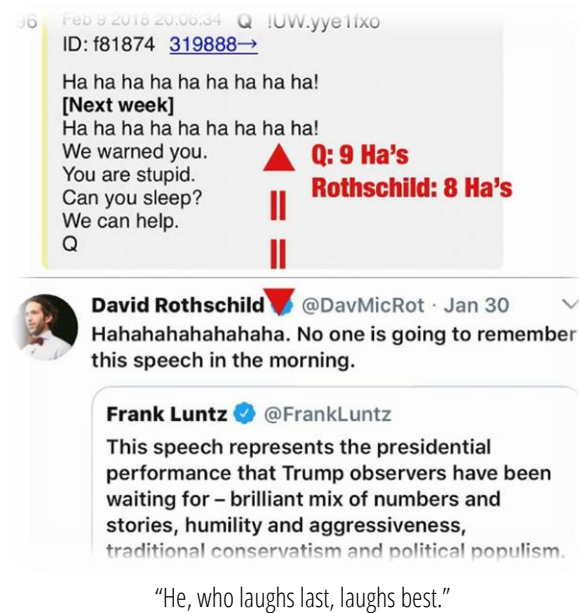 96 Feb 9 2018 20:06:34 Q !UW.yye1fxo
ID: f81874 319888→
Ha ha ha ha ha ha ha ha ha!
[Next week]
Ha ha ha ha ha ha ha ha ha!
We warned you.
You are stupid.
Can you sleep?
We can help.
Q
Q: 9 Ha's
Rothschild: 8 Ha's
David Rothschild @DavMicRot · Jan 30
Hahahahahahahaha. No one is going to remember
this speech in the morning.
Frank Luntz @FrankLuntz
This speech represents the presidential
performance that Trump observers have been
waiting for – brilliant mix of numbers and
stories, humility and aggressiveness,
traditional conservatism and political populism.
“He, who laughs last, laughs best.”